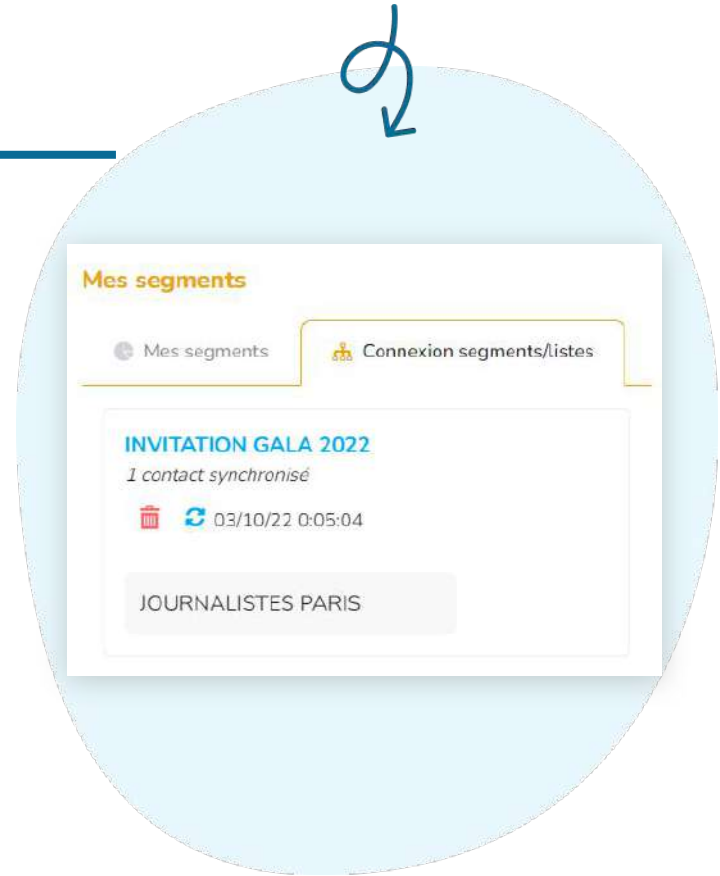 Mes segments
Mes segments
Connexion segments/listes
INVITATION GALA 2022
1 contact synchronisé
03/10/22 0:05:04
JOURNALISTES PARIS